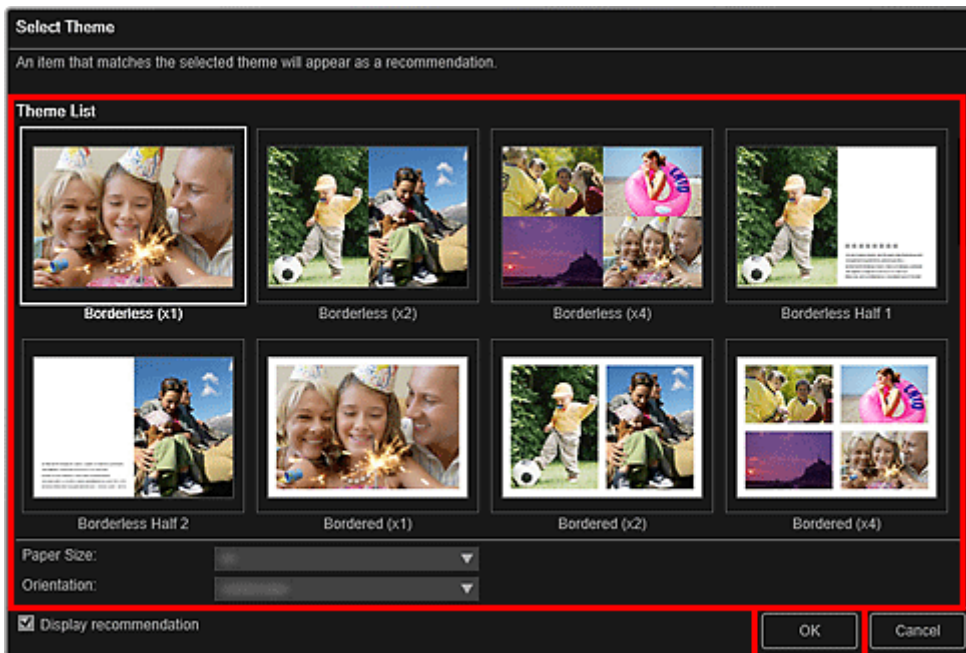 Select Theme
An item that matches the selected theme will appear as a recommendation.
Theme List
Borderless (x1)
Borderless (x2)
Borderless (x4)
Borderless Half 1
Borderless Half 2
Bordered (x1)
Bordered (x2)
Bordered (x4)
Paper Size:
Orientation:
Display recommendation
OK
Cancel